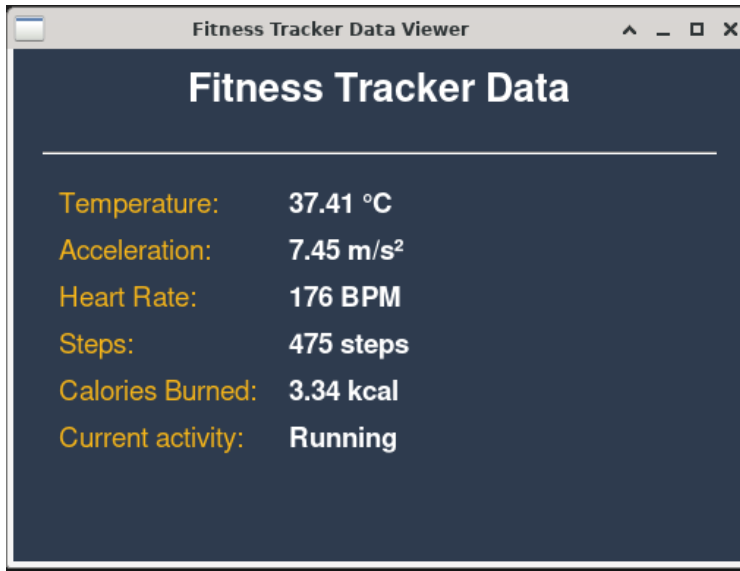 Fitness Tracker Data Viewer
Fitness Tracker Data
Temperature: 37.41 °C
Acceleration: 7.45 m/s²
Heart Rate: 176 BPM
Steps: 475 steps
Calories Burned: 3.34 kcal
Current activity: Running